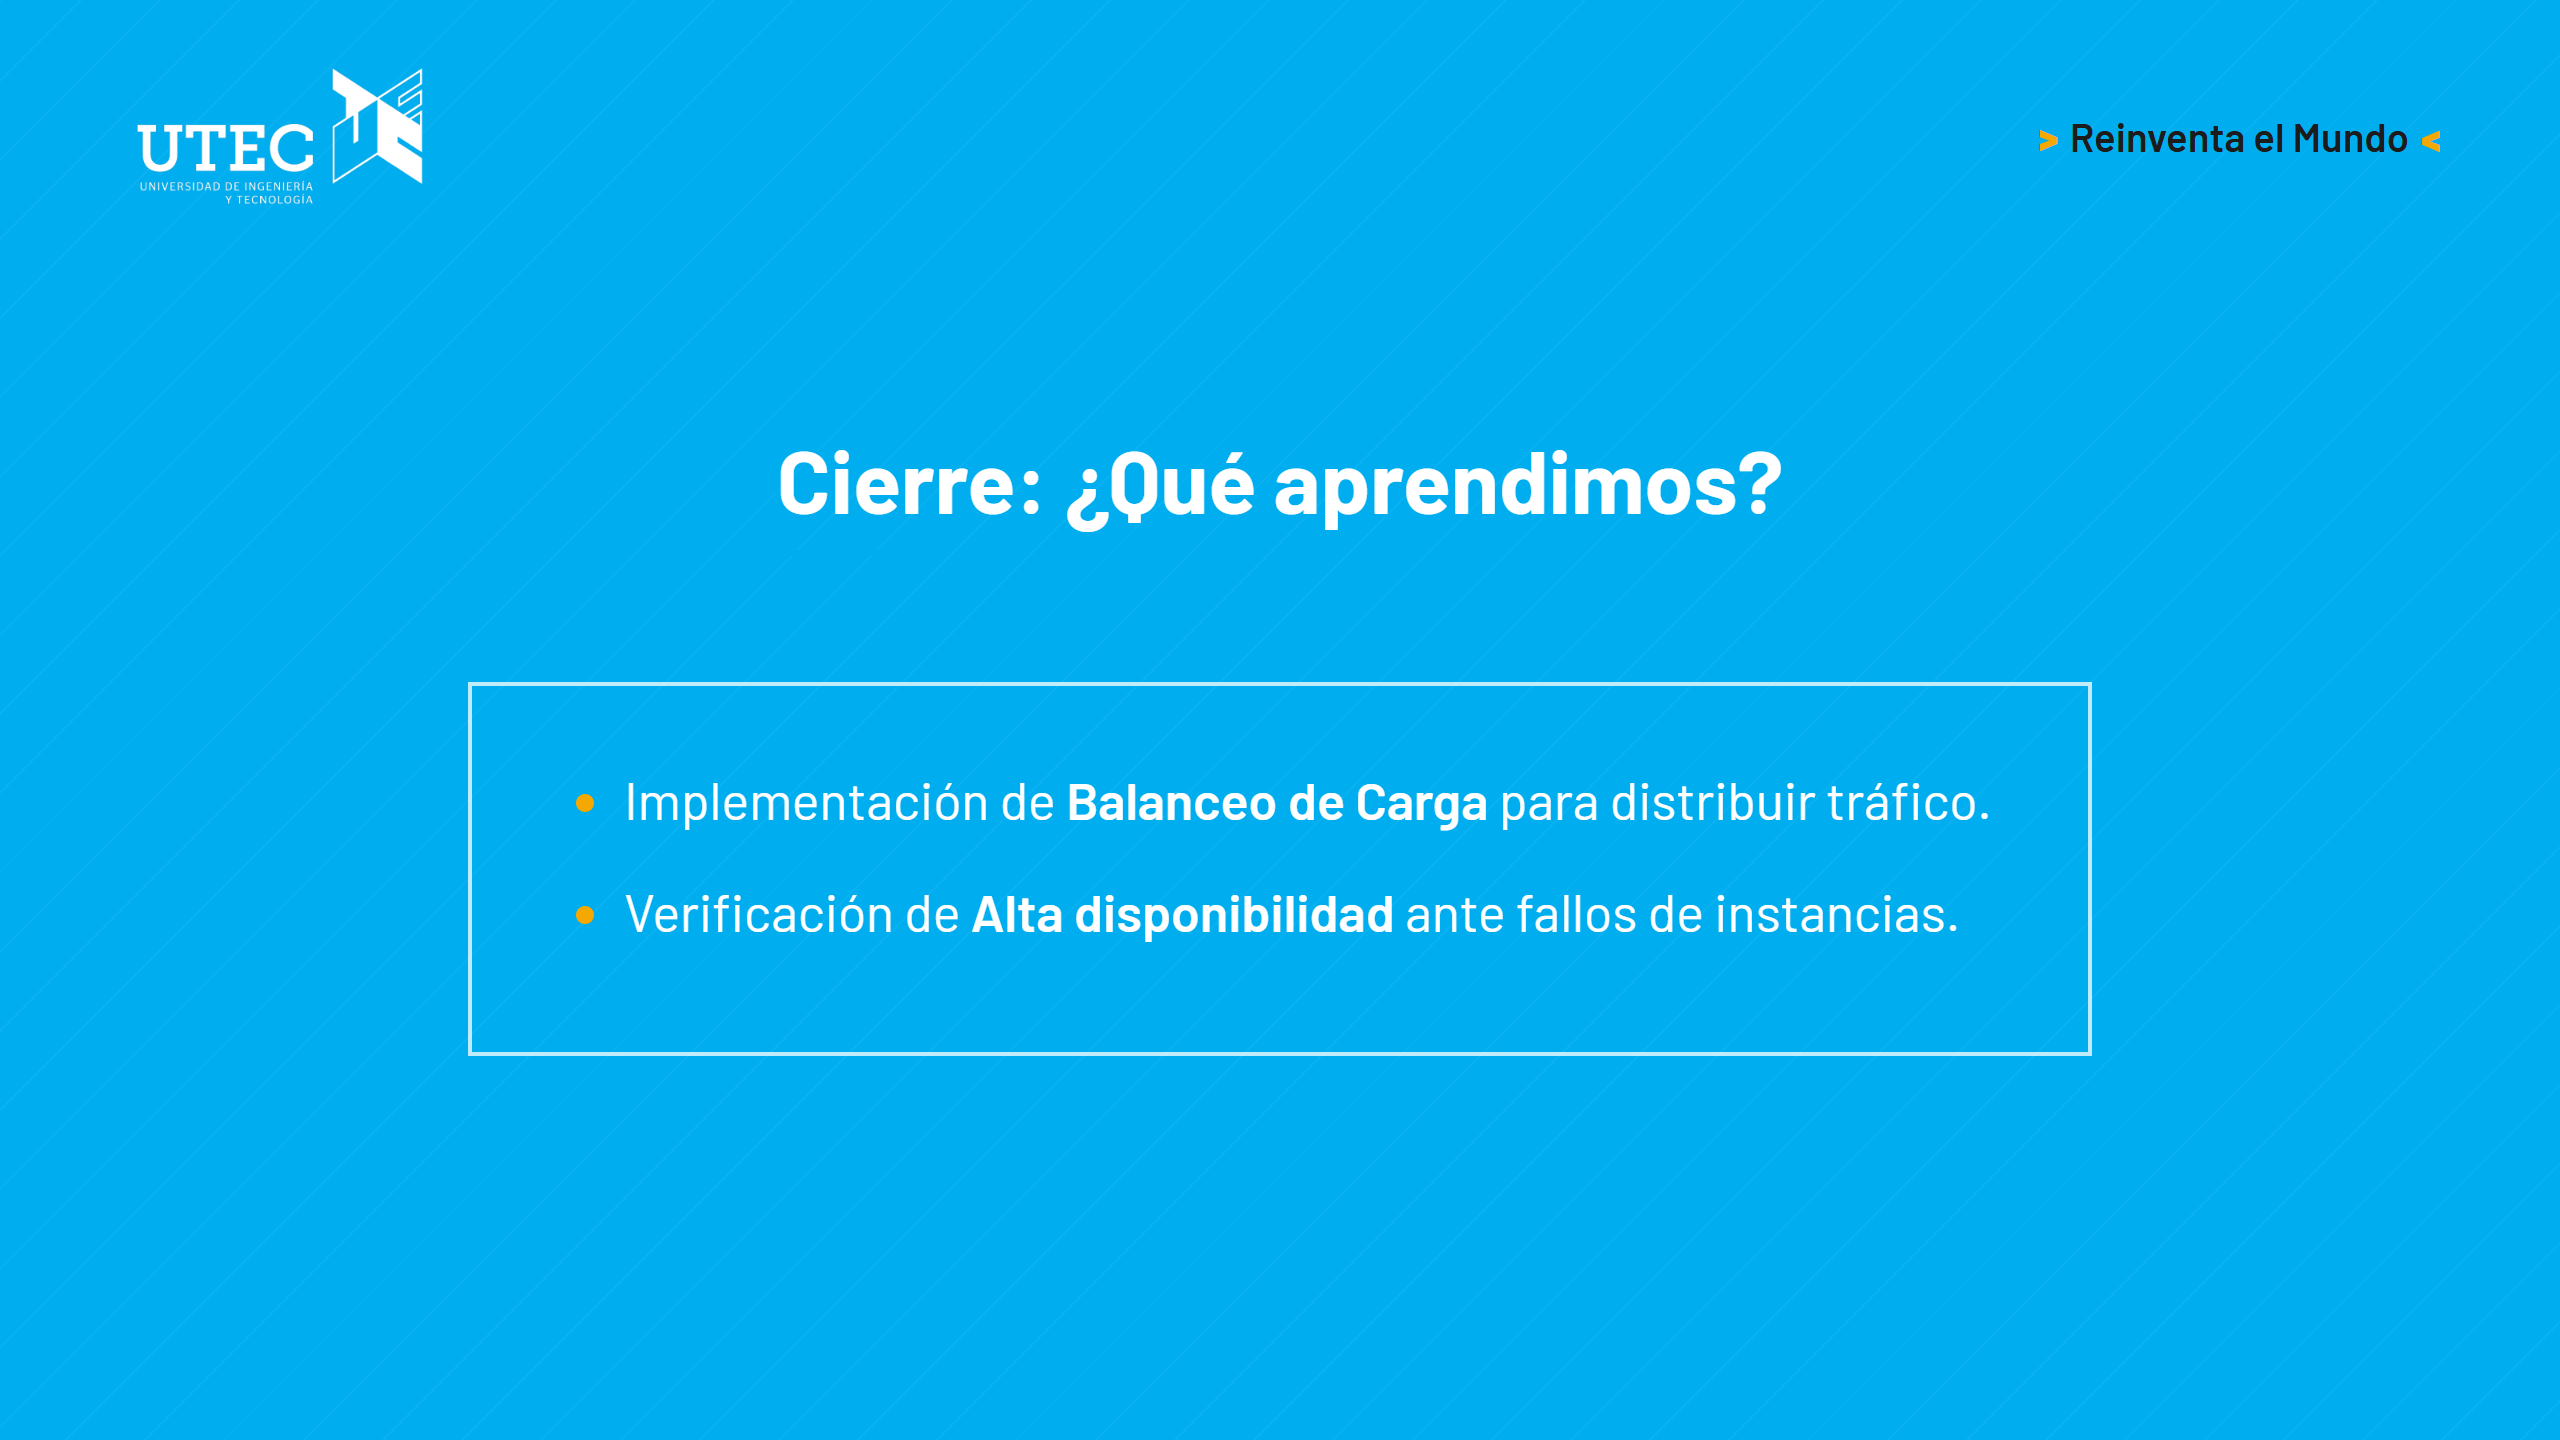 UTEC
UNIVERSIDAD DE INGENIERÍA
Y TECNOLOGÍA
> Reinventa el Mundo <
Cierre: ¿Qué aprendimos?
• Implementación de Balanceo de Carga para distribuir tráfico.
• Verificación de Alta disponibilidad ante fallos de instancias.